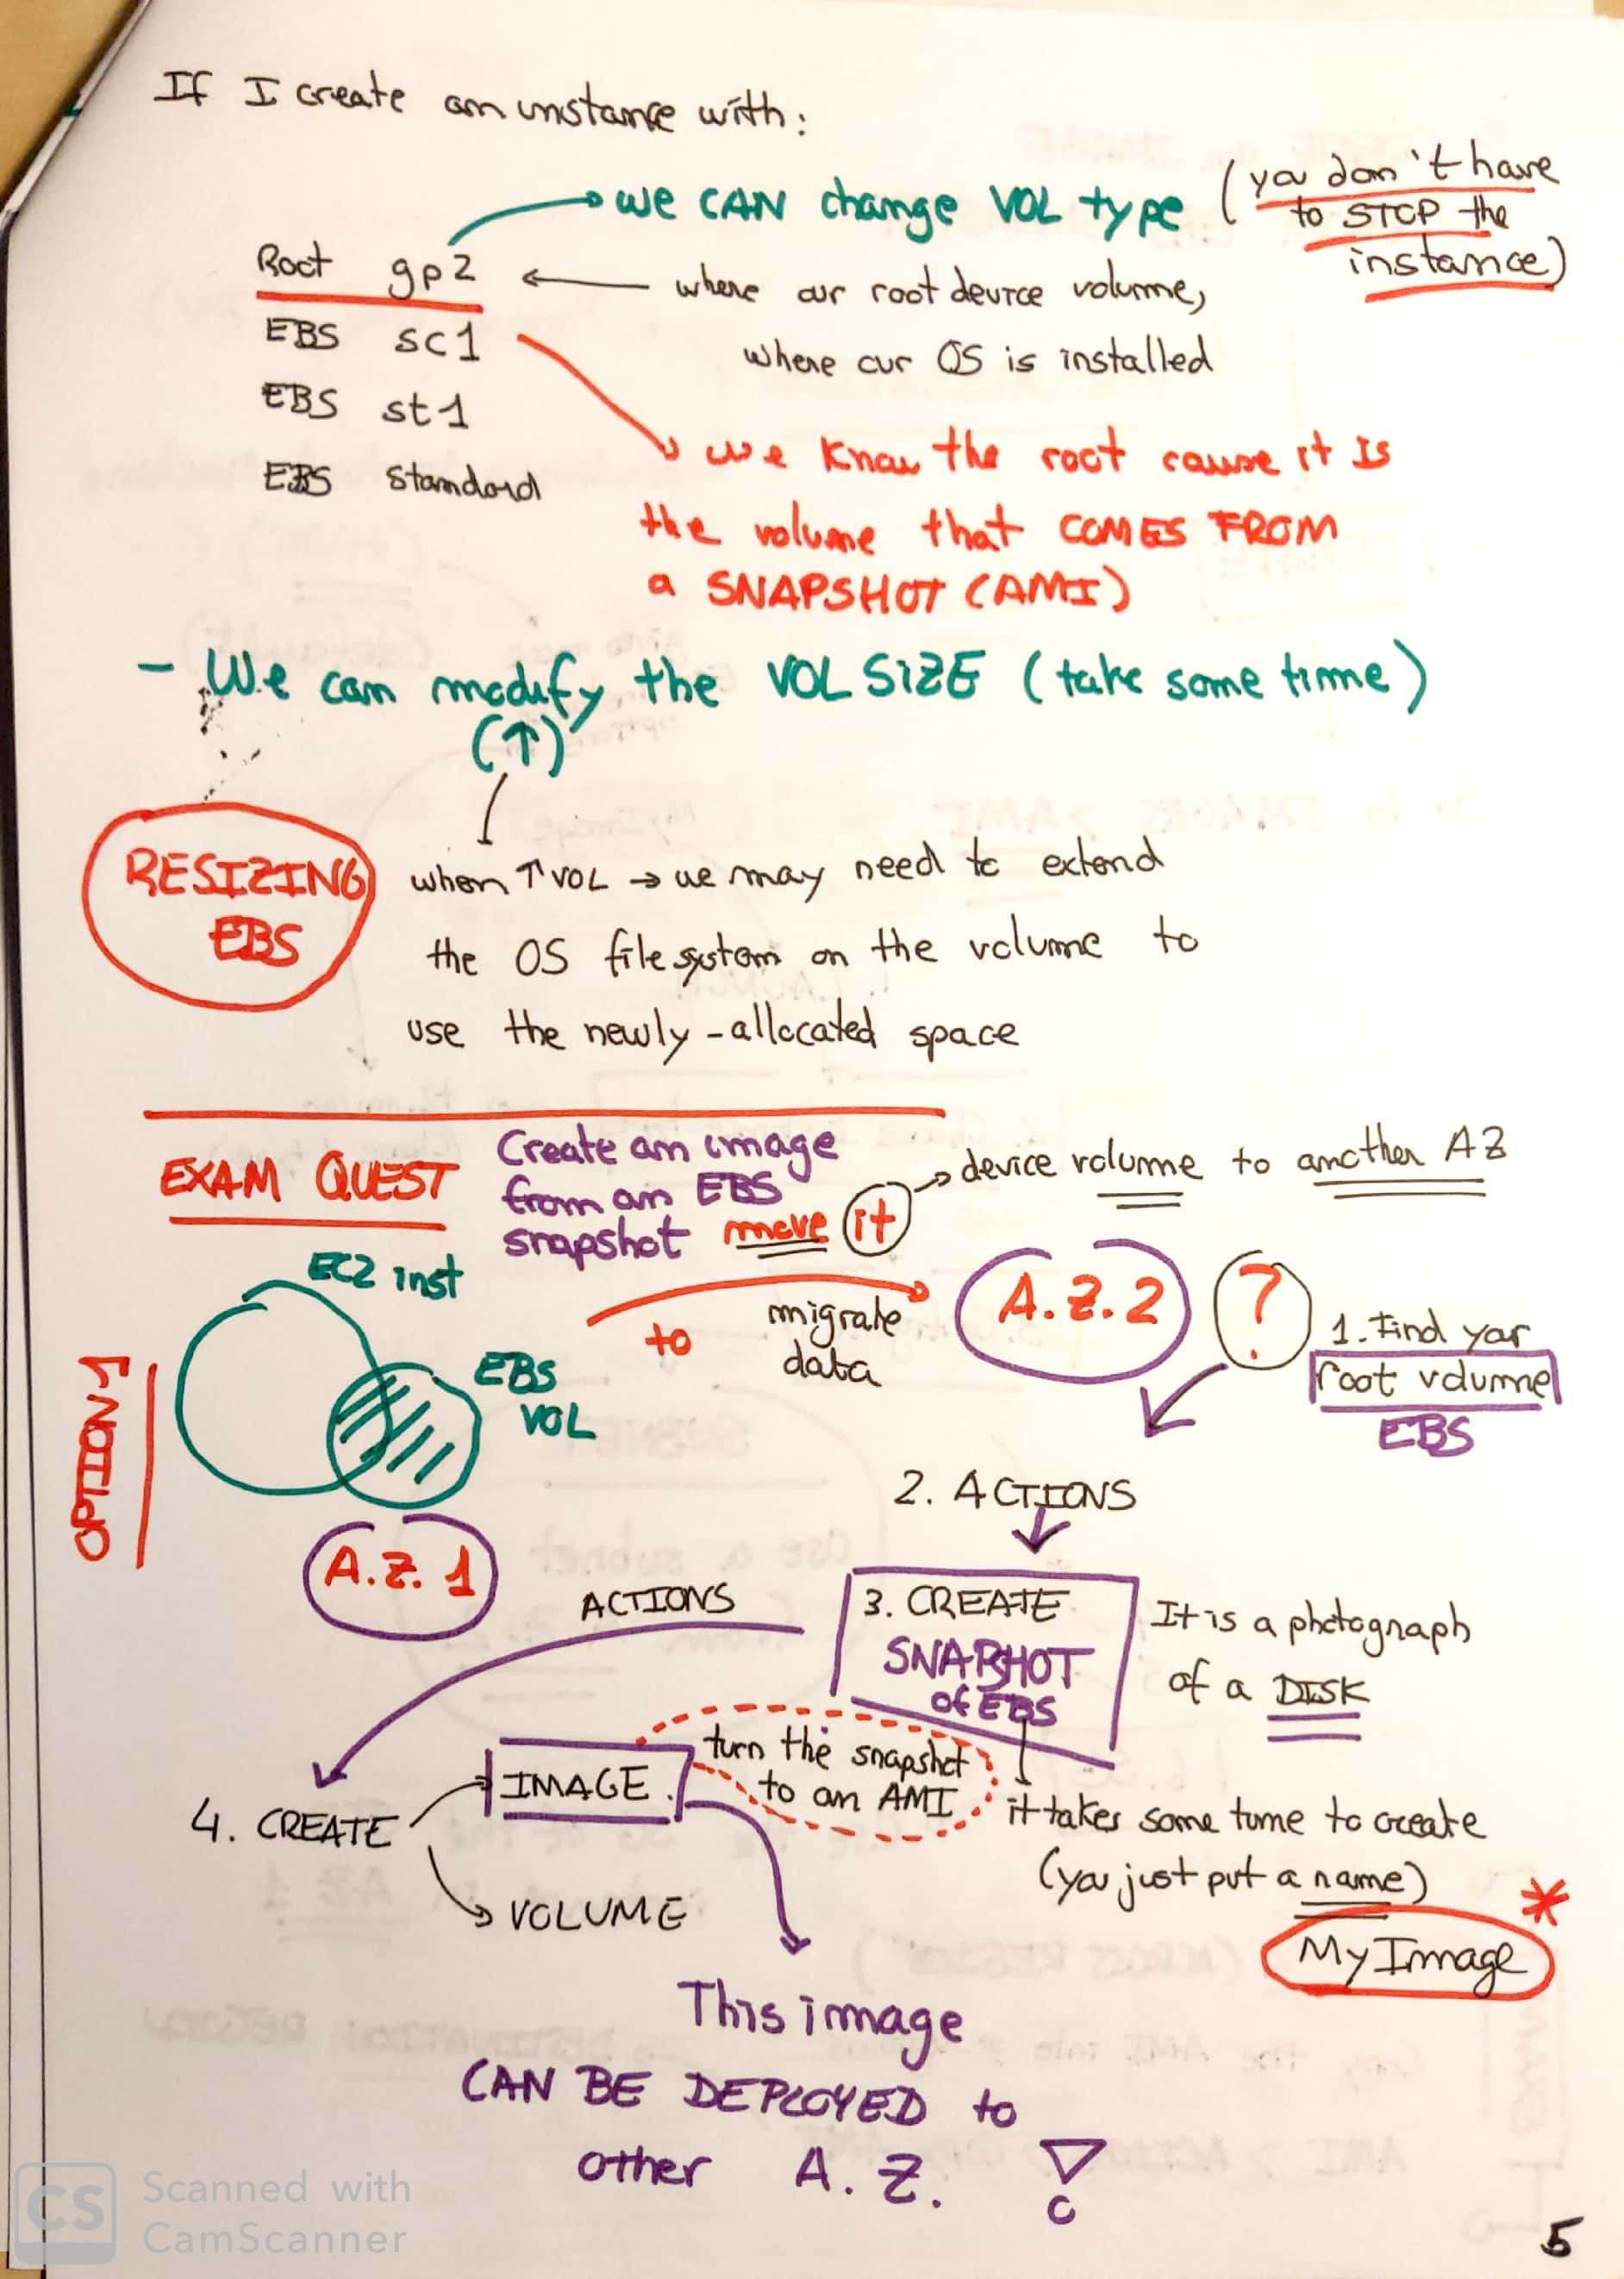 If I create an instance with:
we CAN change VOL type (you don't have
to STOP the
instance)
Root gp2
where our root device volume,
where our OS is installed
EBS sc1
EBS st1
EBS standard
we know the root cause it is
the volume that COMES FROM
a SNAPSHOT (AMI)
- We can modify the VOL SIZE (take some time)
(↑)
RESIZING
EBS
when ↑ VOL → we may need to extend
the OS filesystem on the volume to
use the newly-allocated space
EXAM QUEST
Create an image
from an EBS
snapshot move it
device volume to another AZ
EC2 inst
EBS
VOL
to
migrate
data
A.Z.2
?
1. Find your
root volume
EBS
OPTION 1
A.Z. 1
2. ACTIONS
3. CREATE
SNAPSHOT
of EBS
It is a photograph
of a DISK
ACTIONS
4. CREATE
IMAGE
VOLUME
turn the snapshot
to an AMI
it takes some time to create
(you just put a name)
*
My Image
This image
CAN BE DEPLOYED to
other A.Z. !
CS
Scanned with
CamScanner
5